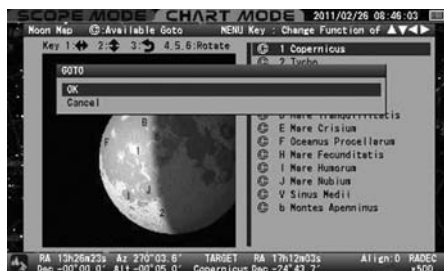 SCOPE MODE CHART MODE 2011/02/26 08:46:03
Moon Map G:Available Goto MENU Key : Change Function of ▲▼◀▶
Key 1: 2: 3: 4,5,6:Rotate
G 1 Copernicus
G 2 Tycho
GOTO
OK
Cancel
G D Mare Tranquillitatis
G E Mare Crisium
G F Oceanus Procellarum
G H Mare Fecunditatis
G I Mare Humorum
G J Mare Nubium
G V Sinus Medii
G b Montes Apenninus
B
F
I
J
2
RA 13h26m23s Az 270°03.6' TARGET RA 17h12m03s Align:0 RADEC
Dec -00°00.0' Alt -00°05.0' Copernicus Dec -24°43.7' x500